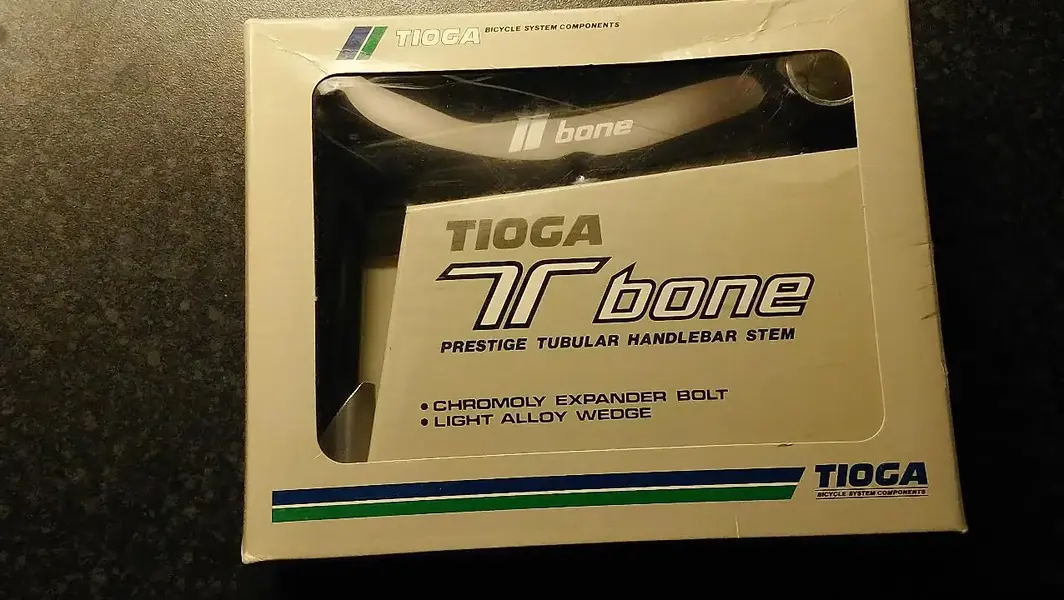 TIOGA BICYCLE SYSTEM COMPONENTS
T bone
TIOGA
T bone
PRESTIGE TUBULAR HANDLEBAR STEM
• CHROMOLY EXPANDER BOLT
• LIGHT ALLOY WEDGE
TIOGA
BICYCLE SYSTEM COMPONENTS